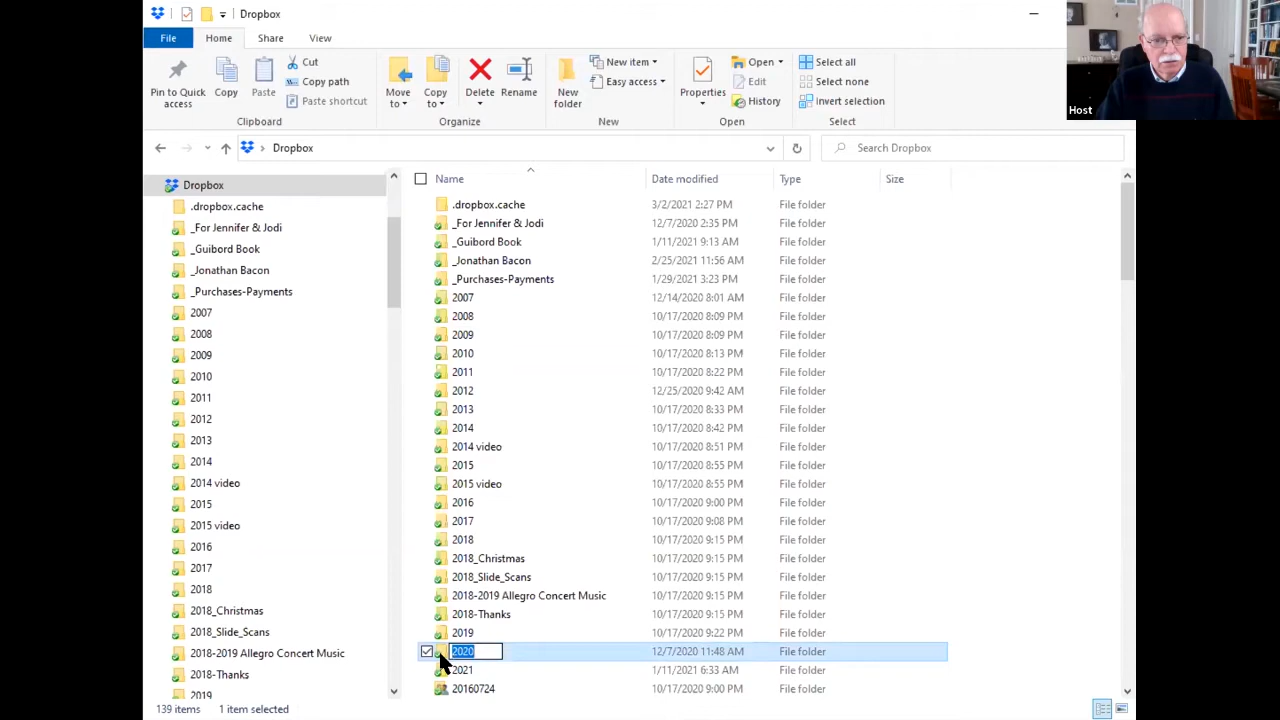 Dropbox
File Home Share View
Pin to Quick access
Copy
Paste
Cut
Copy path
Paste shortcut
Clipboard
Move to
Copy to
Delete
Rename
Organize
New folder
New item
Easy access
New
Properties
Open
Edit
History
Open
Select all
Select none
Invert selection
Select
Host
Dropbox
Search Dropbox
Dropbox
.dropbox.cache
_For Jennifer & Jodi
_Guibord Book
_Jonathan Bacon
_Purchases-Payments
2007
2008
2009
2010
2011
2012
2013
2014
2014 video
2015
2015 video
2016
2017
2018
2018_Christmas
2018_Slide_Scans
2018-2019 Allegro Concert Music
2018-Thanks
2019
Name Date modified Type Size
.dropbox.cache 3/2/2021 2:27 PM File folder
_For Jennifer & Jodi 12/7/2020 2:35 PM File folder
_Guibord Book 1/11/2021 9:13 AM File folder
_Jonathan Bacon 2/25/2021 11:56 AM File folder
_Purchases-Payments 1/29/2021 3:23 PM File folder
2007 12/14/2020 8:01 AM File folder
2008 10/17/2020 8:09 PM File folder
2009 10/17/2020 8:09 PM File folder
2010 10/17/2020 8:13 PM File folder
2011 10/17/2020 8:22 PM File folder
2012 12/25/2020 9:42 AM File folder
2013 10/17/2020 8:33 PM File folder
2014 10/17/2020 8:42 PM File folder
2014 video 10/17/2020 8:51 PM File folder
2015 10/17/2020 8:55 PM File folder
2015 video 10/17/2020 8:55 PM File folder
2016 10/17/2020 9:00 PM File folder
2017 10/17/2020 9:08 PM File folder
2018 10/17/2020 9:15 PM File folder
2018_Christmas 10/17/2020 9:15 PM File folder
2018_Slide_Scans 10/17/2020 9:15 PM File folder
2018-2019 Allegro Concert Music 10/17/2020 9:15 PM File folder
2018-Thanks 10/17/2020 9:15 PM File folder
2019 10/17/2020 9:22 PM File folder
2020 12/7/2020 11:48 AM File folder
2021 1/11/2021 6:33 AM File folder
20160724 10/17/2020 9:00 PM File folder
139 items 1 item selected